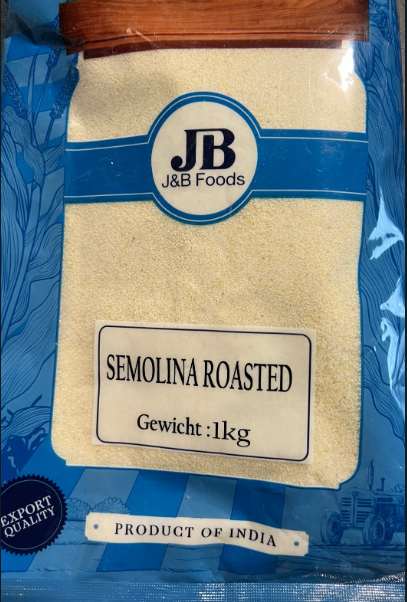 JB
J&B Foods
SEMOLINA ROASTED
Gewicht :1kg
EXPORT
QUALITY
PRODUCT OF INDIA